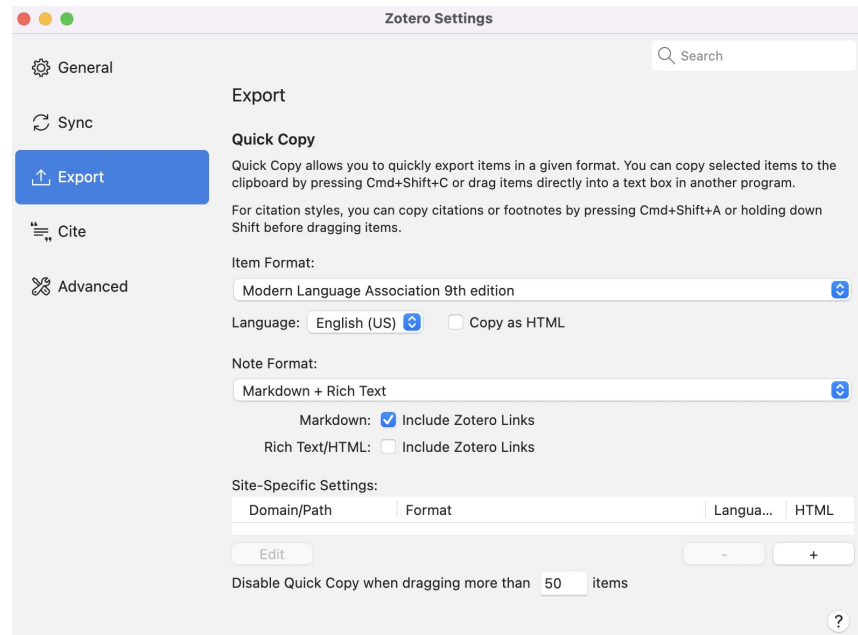 Zotero Settings
Search
General
Sync
Export
Cite
Advanced
Export
Quick Copy
Quick Copy allows you to quickly export items in a given format. You can copy selected items to the
clipboard by pressing Cmd+Shift+C or drag items directly into a text box in another program.
For citation styles, you can copy citations or footnotes by pressing Cmd+Shift+A or holding down
Shift before dragging items.
Item Format:
Modern Language Association 9th edition
Language: English (US) Copy as HTML
Note Format:
Markdown + Rich Text
Markdown: Include Zotero Links
Rich Text/HTML: Include Zotero Links
Site-Specific Settings:
Domain/Path Format Langua... HTML
Edit - +
Disable Quick Copy when dragging more than 50 items
?